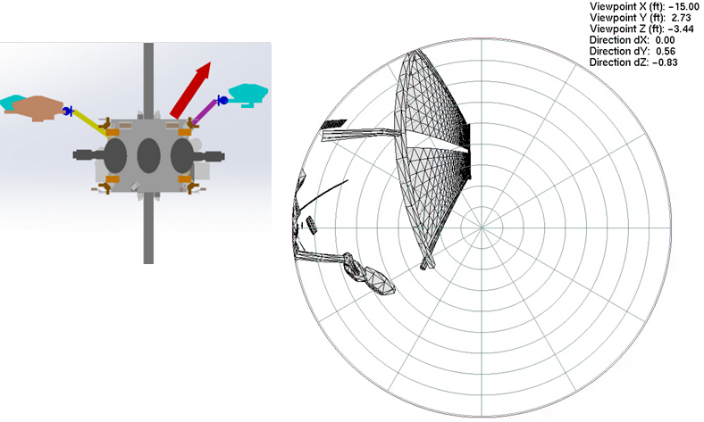 Viewpoint X (ft): −15.00
Viewpoint Y (ft): 2.73
Viewpoint Z (ft): −3.44
Direction dX: 0.00
Direction dY: 0.56
Direction dZ: −0.83